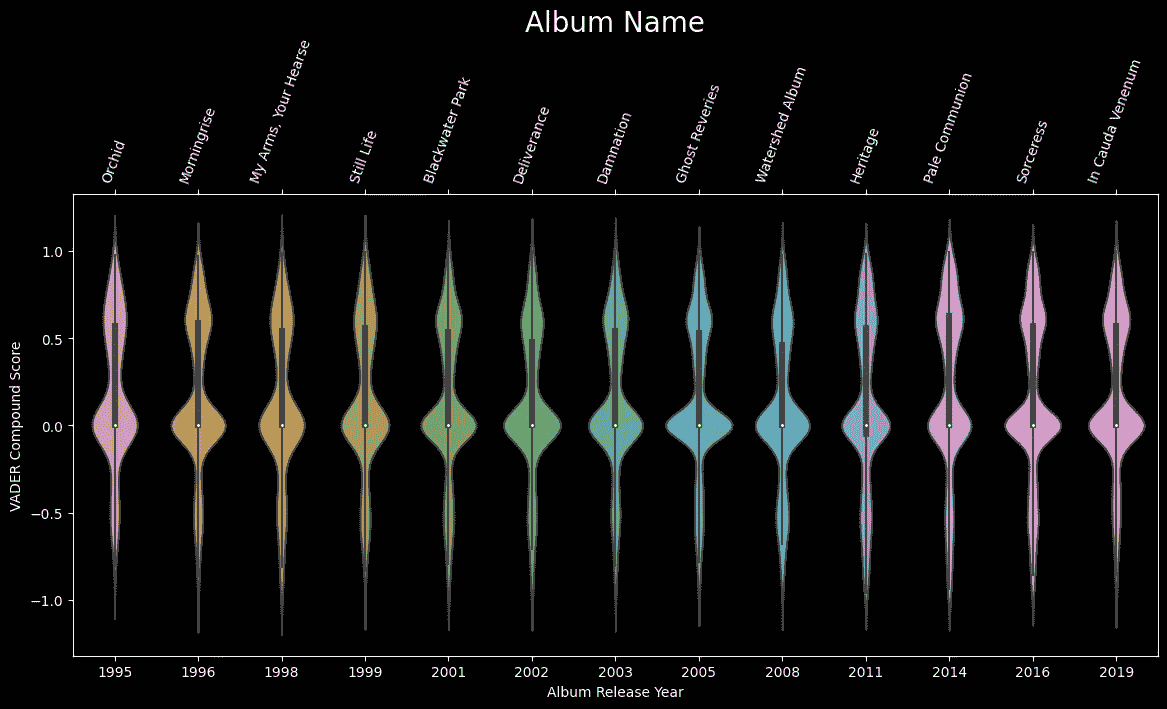 Album Name
Orchid
Morningrise
My Arms, Your Hearse
Still Life
Blackwater Park
Deliverance
Damnation
Ghost Reveries
Watershed Album
Heritage
Pale Communion
Sorceress
In Cauda Venenum
VADER Compound Score
1.0
0.5
0.0
−0.5
−1.0
1995 1996 1998 1999 2001 2002 2003 2005 2008 2011 2014 2016 2019
Album Release Year